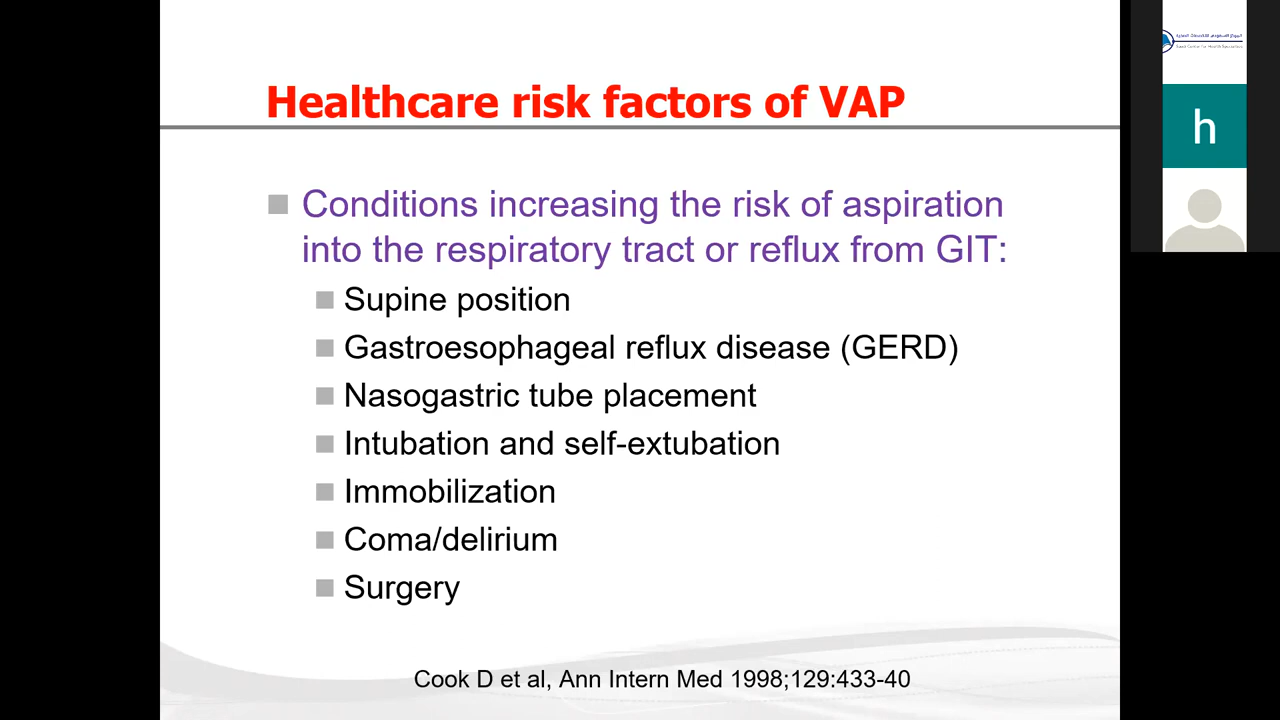 Healthcare risk factors of VAP
Conditions increasing the risk of aspiration
into the respiratory tract or reflux from GIT:
Supine position
Gastroesophageal reflux disease (GERD)
Nasogastric tube placement
Intubation and self-extubation
Immobilization
Coma/delirium
Surgery
Cook D et al, Ann Intern Med 1998;129:433-40
h